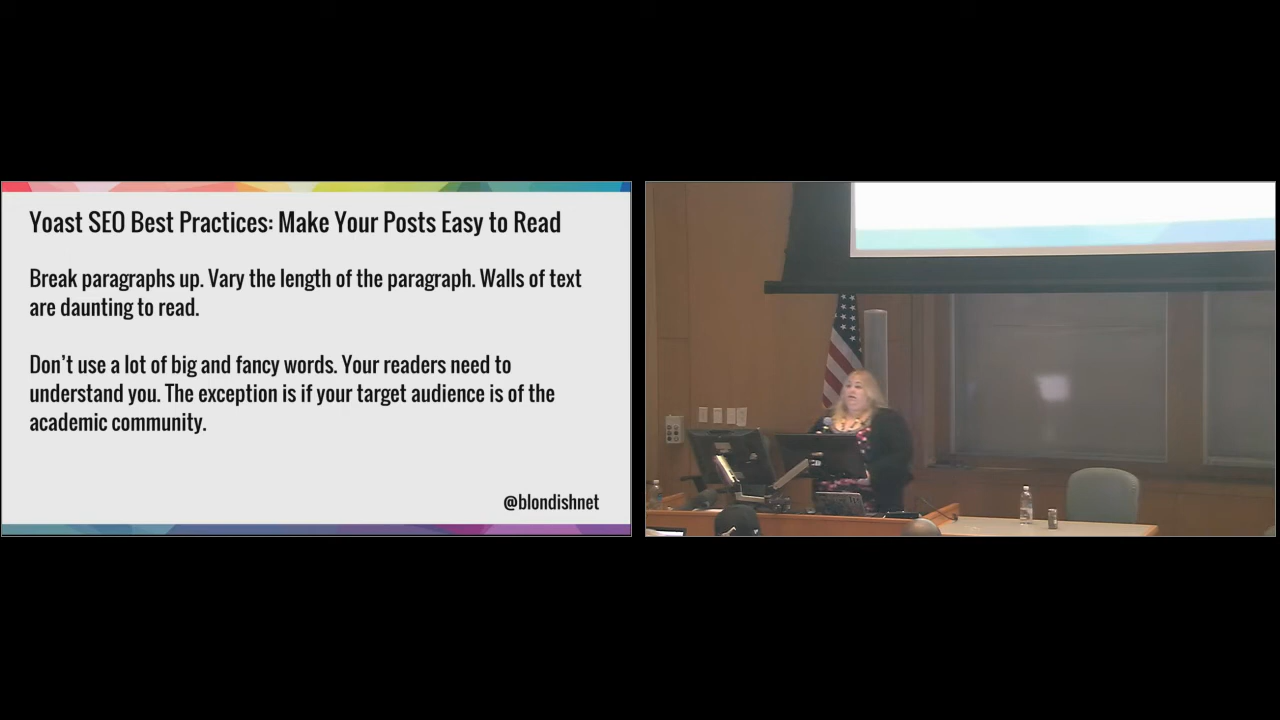 Yoast SEO Best Practices: Make Your Posts Easy to Read
Break paragraphs up. Vary the length of the paragraph. Walls of text
are daunting to read.
Don’t use a lot of big and fancy words. Your readers need to
understand you. The exception is if your target audience is of the
academic community.
@blondishnet